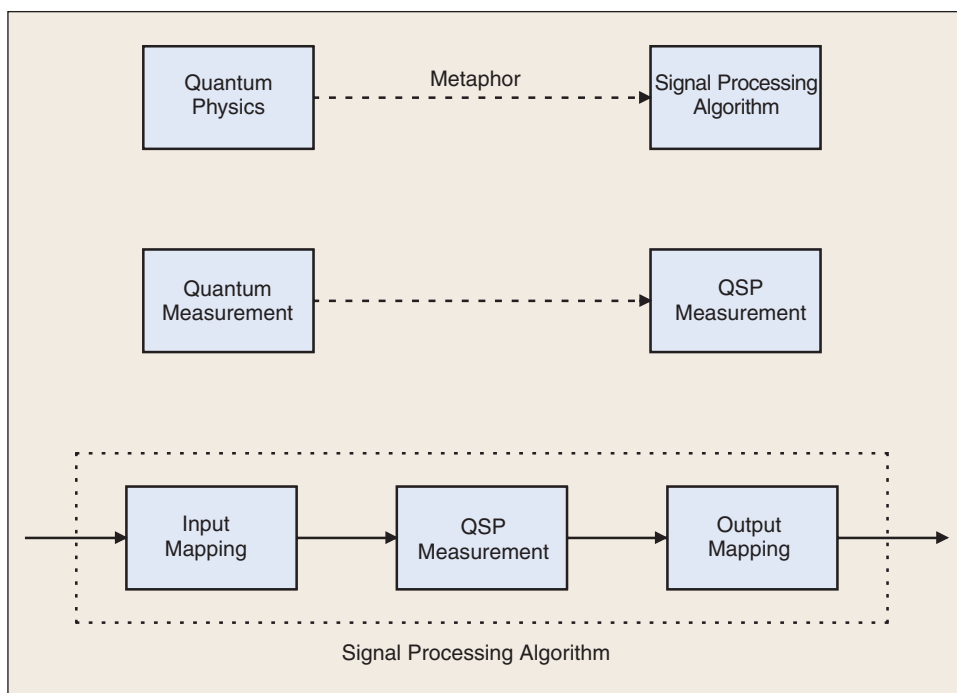 Quantum
Physics
Metaphor
Signal Processing
Algorithm
Quantum
Measurement
QSP
Measurement
Input
Mapping
QSP
Measurement
Output
Mapping
Signal Processing Algorithm